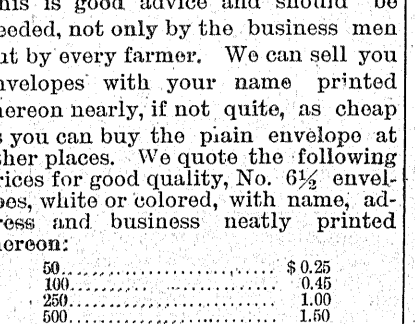 his is good advice and should be
eeded, not only by the business men
ut by every farmer. We can sell you
nvelopes with your name printed
hereon nearly, if not quite, as cheap
s you can buy the plain envelope at
ther places. We quote the following
rices for good quality, No. 6½ envel-
pes, white or colored, with name, ad-
ress and business neatly printed
hereon:
50.............................. $ 0.25
100.............................. 0.45
250.............................. 1.00
500.............................. 1.50